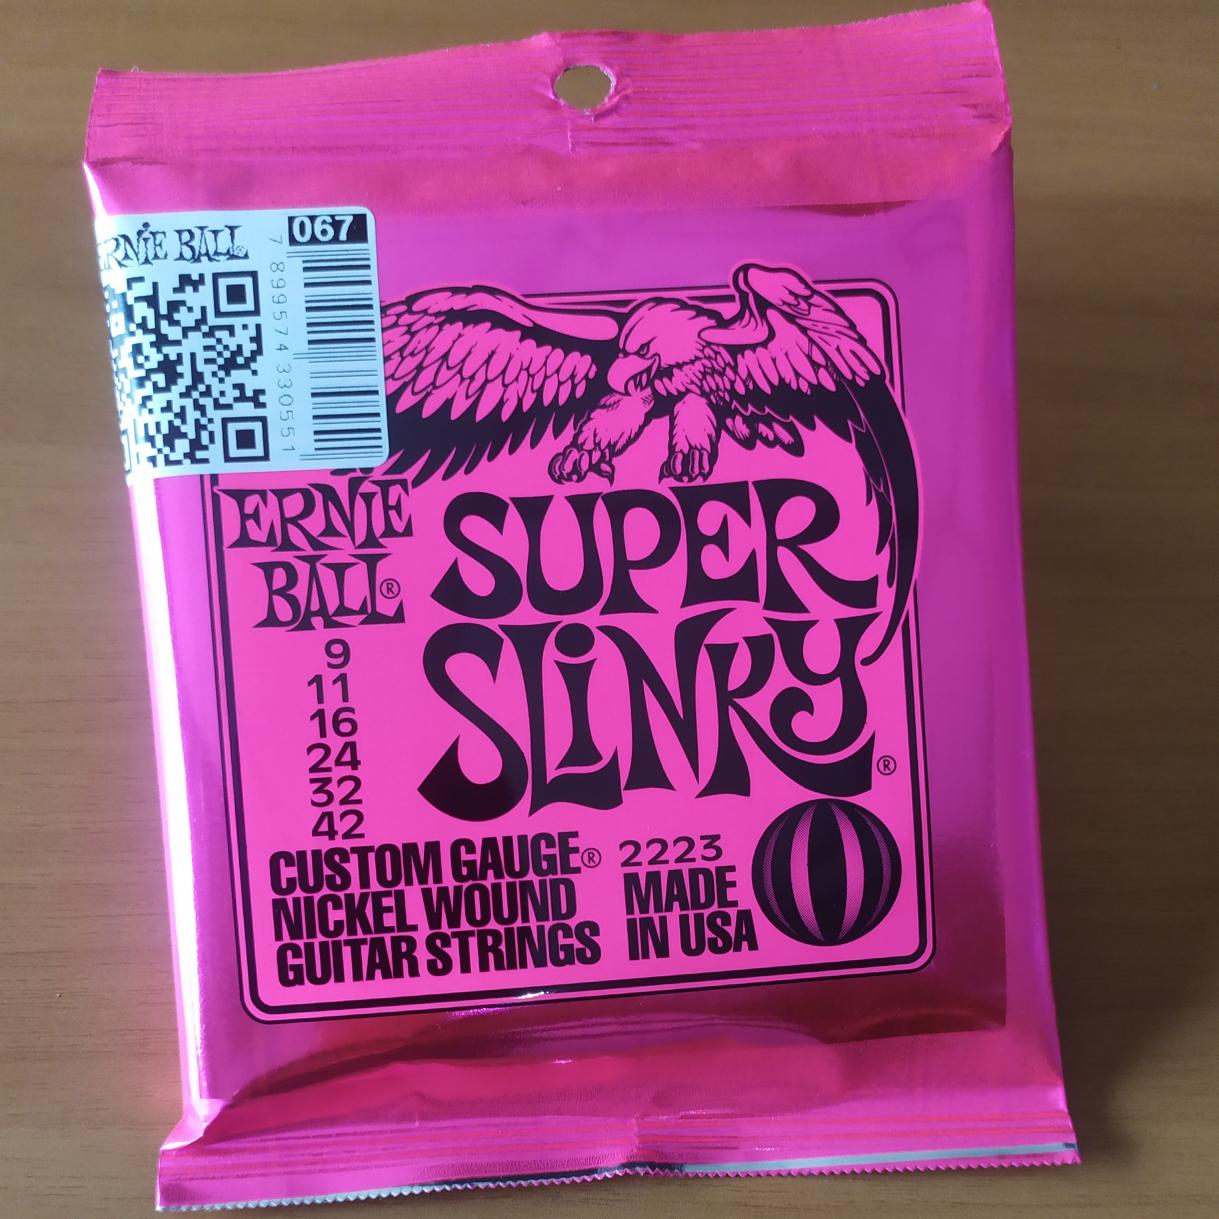 ERNIE BALL
067
7 899574 330551
ERNIE
BALL®
SUPER
SLINKY®
9
11
16
24
32
42
CUSTOM GAUGE®
NICKEL WOUND
GUITAR STRINGS
2223
MADE
IN USA